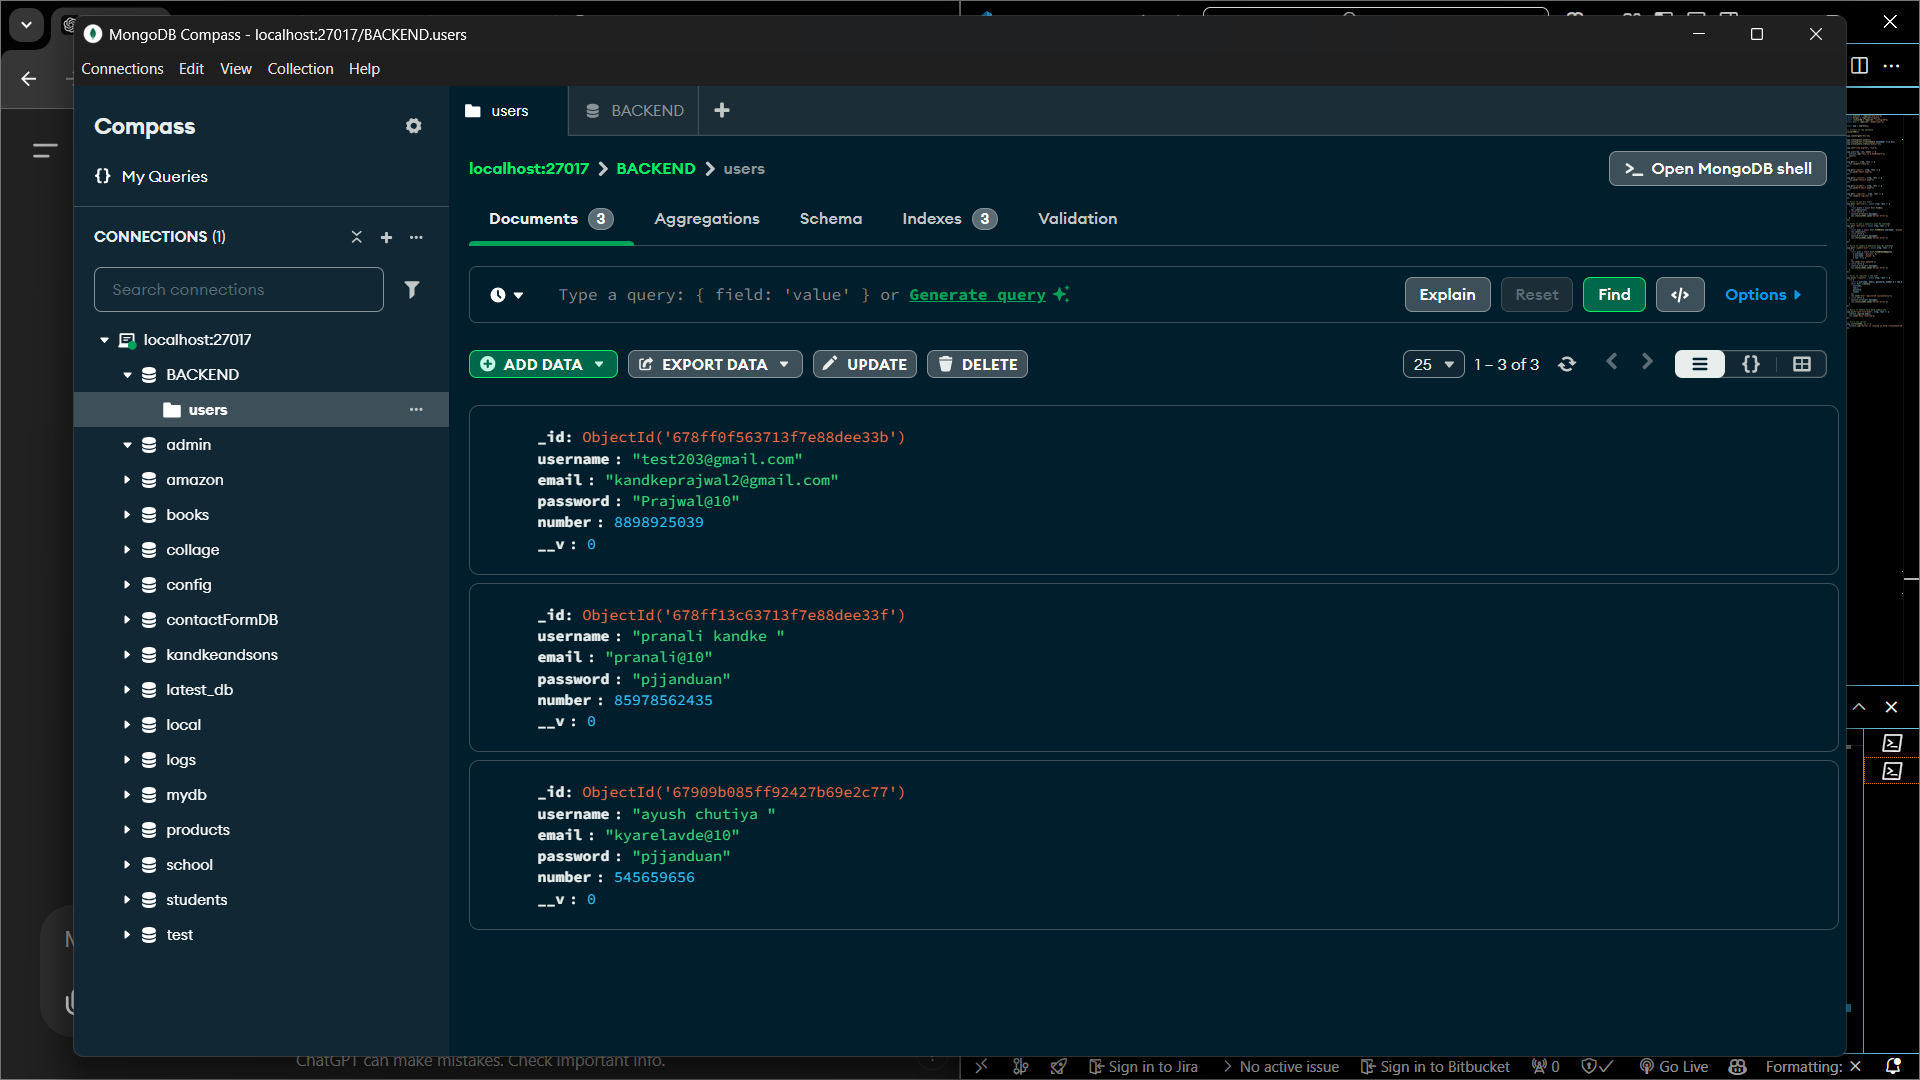 MongoDB Compass - localhost:27017/BACKEND.users
Connections Edit View Collection Help
Compass
{} My Queries
CONNECTIONS (1)
Search connections
localhost:27017
BACKEND
users
admin
amazon
books
collage
config
contactFormDB
kandkeandsons
latest_db
local
logs
mydb
products
school
students
test
users BACKEND
localhost:27017 > BACKEND > users
>_ Open MongoDB shell
Documents 3 Aggregations Schema Indexes 3 Validation
Type a query: { field: 'value' } or Generate query
Explain Reset Find </> Options
ADD DATA EXPORT DATA UPDATE DELETE
25 1 – 3 of 3 {}
_id: ObjectId('678ff0f563713f7e88dee33b')
username : "test203@gmail.com"
email : "kandkeprajwal2@gmail.com"
password : "Prajwal@10"
number : 8898925039
__v : 0
_id: ObjectId('678ff13c63713f7e88dee33f')
username : "pranali kandke "
email : "pranali@10"
password : "pjjanduan"
number : 85978562435
__v : 0
_id: ObjectId('67909b085ff92427b69e2c77')
username : "ayush chutiya "
email : "kyarelavde@10"
password : "pjjanduan"
number : 545659656
__v : 0
ChatGPT can make mistakes. Check important info.
Sign in to Jira No active issue Sign in to Bitbucket 0 Go Live Formatting: